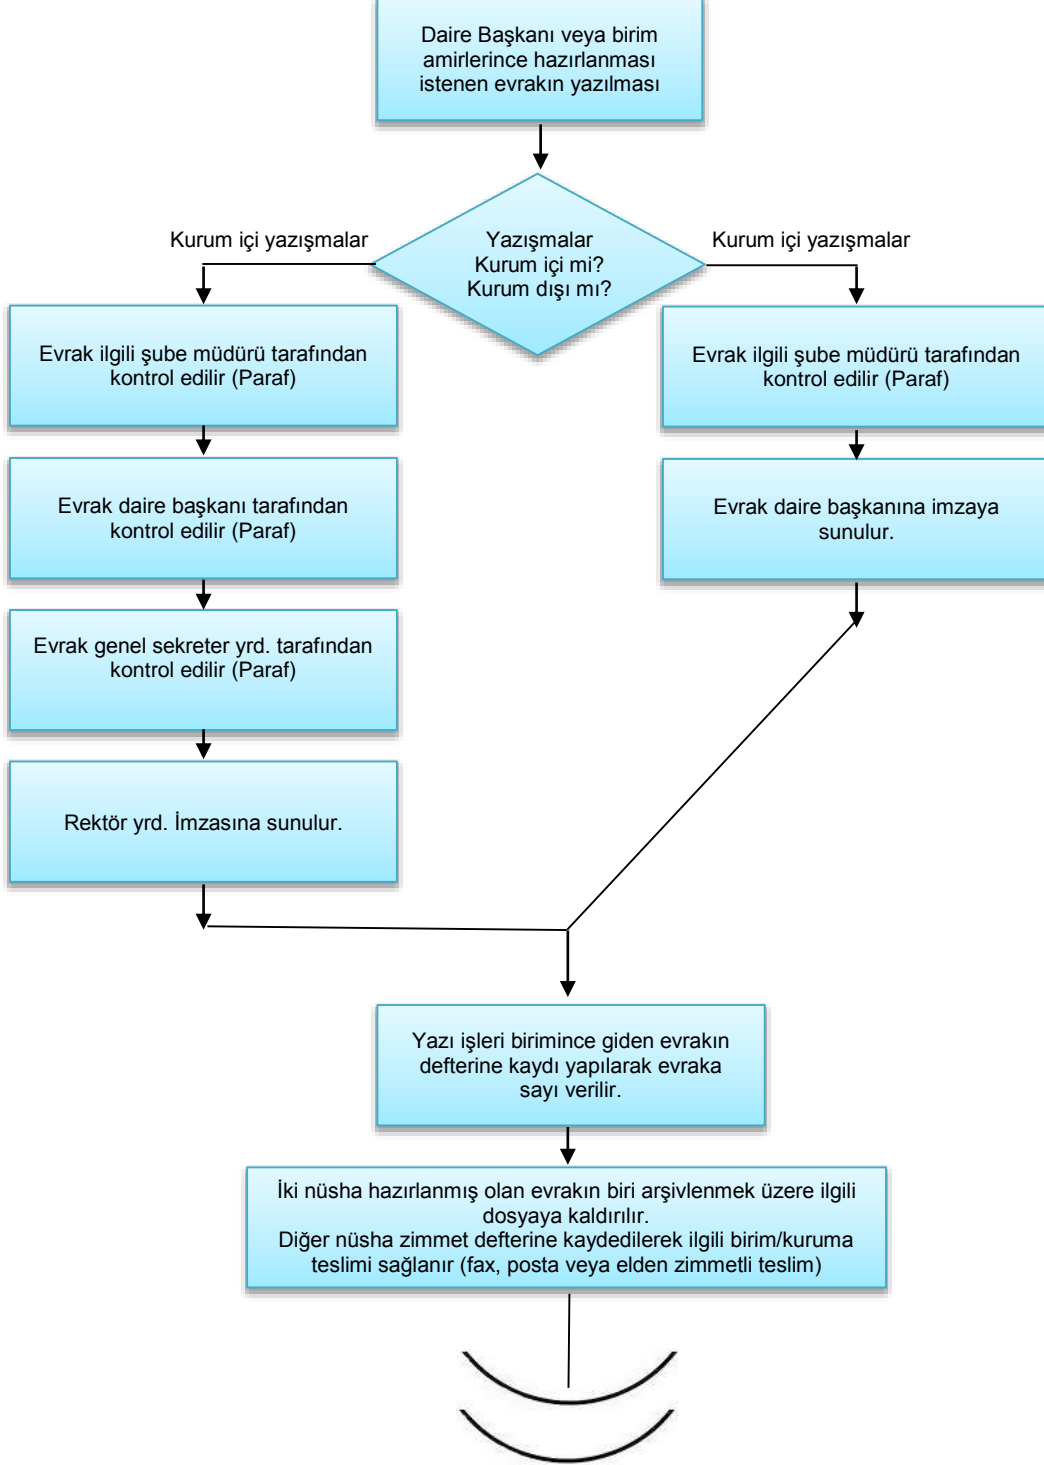 Daire Başkanı veya birim
amirlerince hazırlanması
istenen evrakın yazılması
Kurum içi yazışmalar
Yazışmalar
Kurum içi mi?
Kurum dışı mı?
Kurum içi yazışmalar
Evrak ilgili şube müdürü tarafından
kontrol edilir (Paraf)
Evrak ilgili şube müdürü tarafından
kontrol edilir (Paraf)
Evrak daire başkanı tarafından
kontrol edilir (Paraf)
Evrak daire başkanına imzaya
sunulur.
Evrak genel sekreter yrd. tarafından
kontrol edilir (Paraf)
Rektör yrd. İmzasına sunulur.
Yazı işleri birimince giden evrakın
defterine kaydı yapılarak evraka
sayı verilir.
İki nüsha hazırlanmış olan evrakın biri arşivlenmek üzere ilgili
dosyaya kaldırılır.
Diğer nüsha zimmet defterine kaydedilerek ilgili birim/kuruma
teslimi sağlanır (fax, posta veya elden zimmetli teslim)